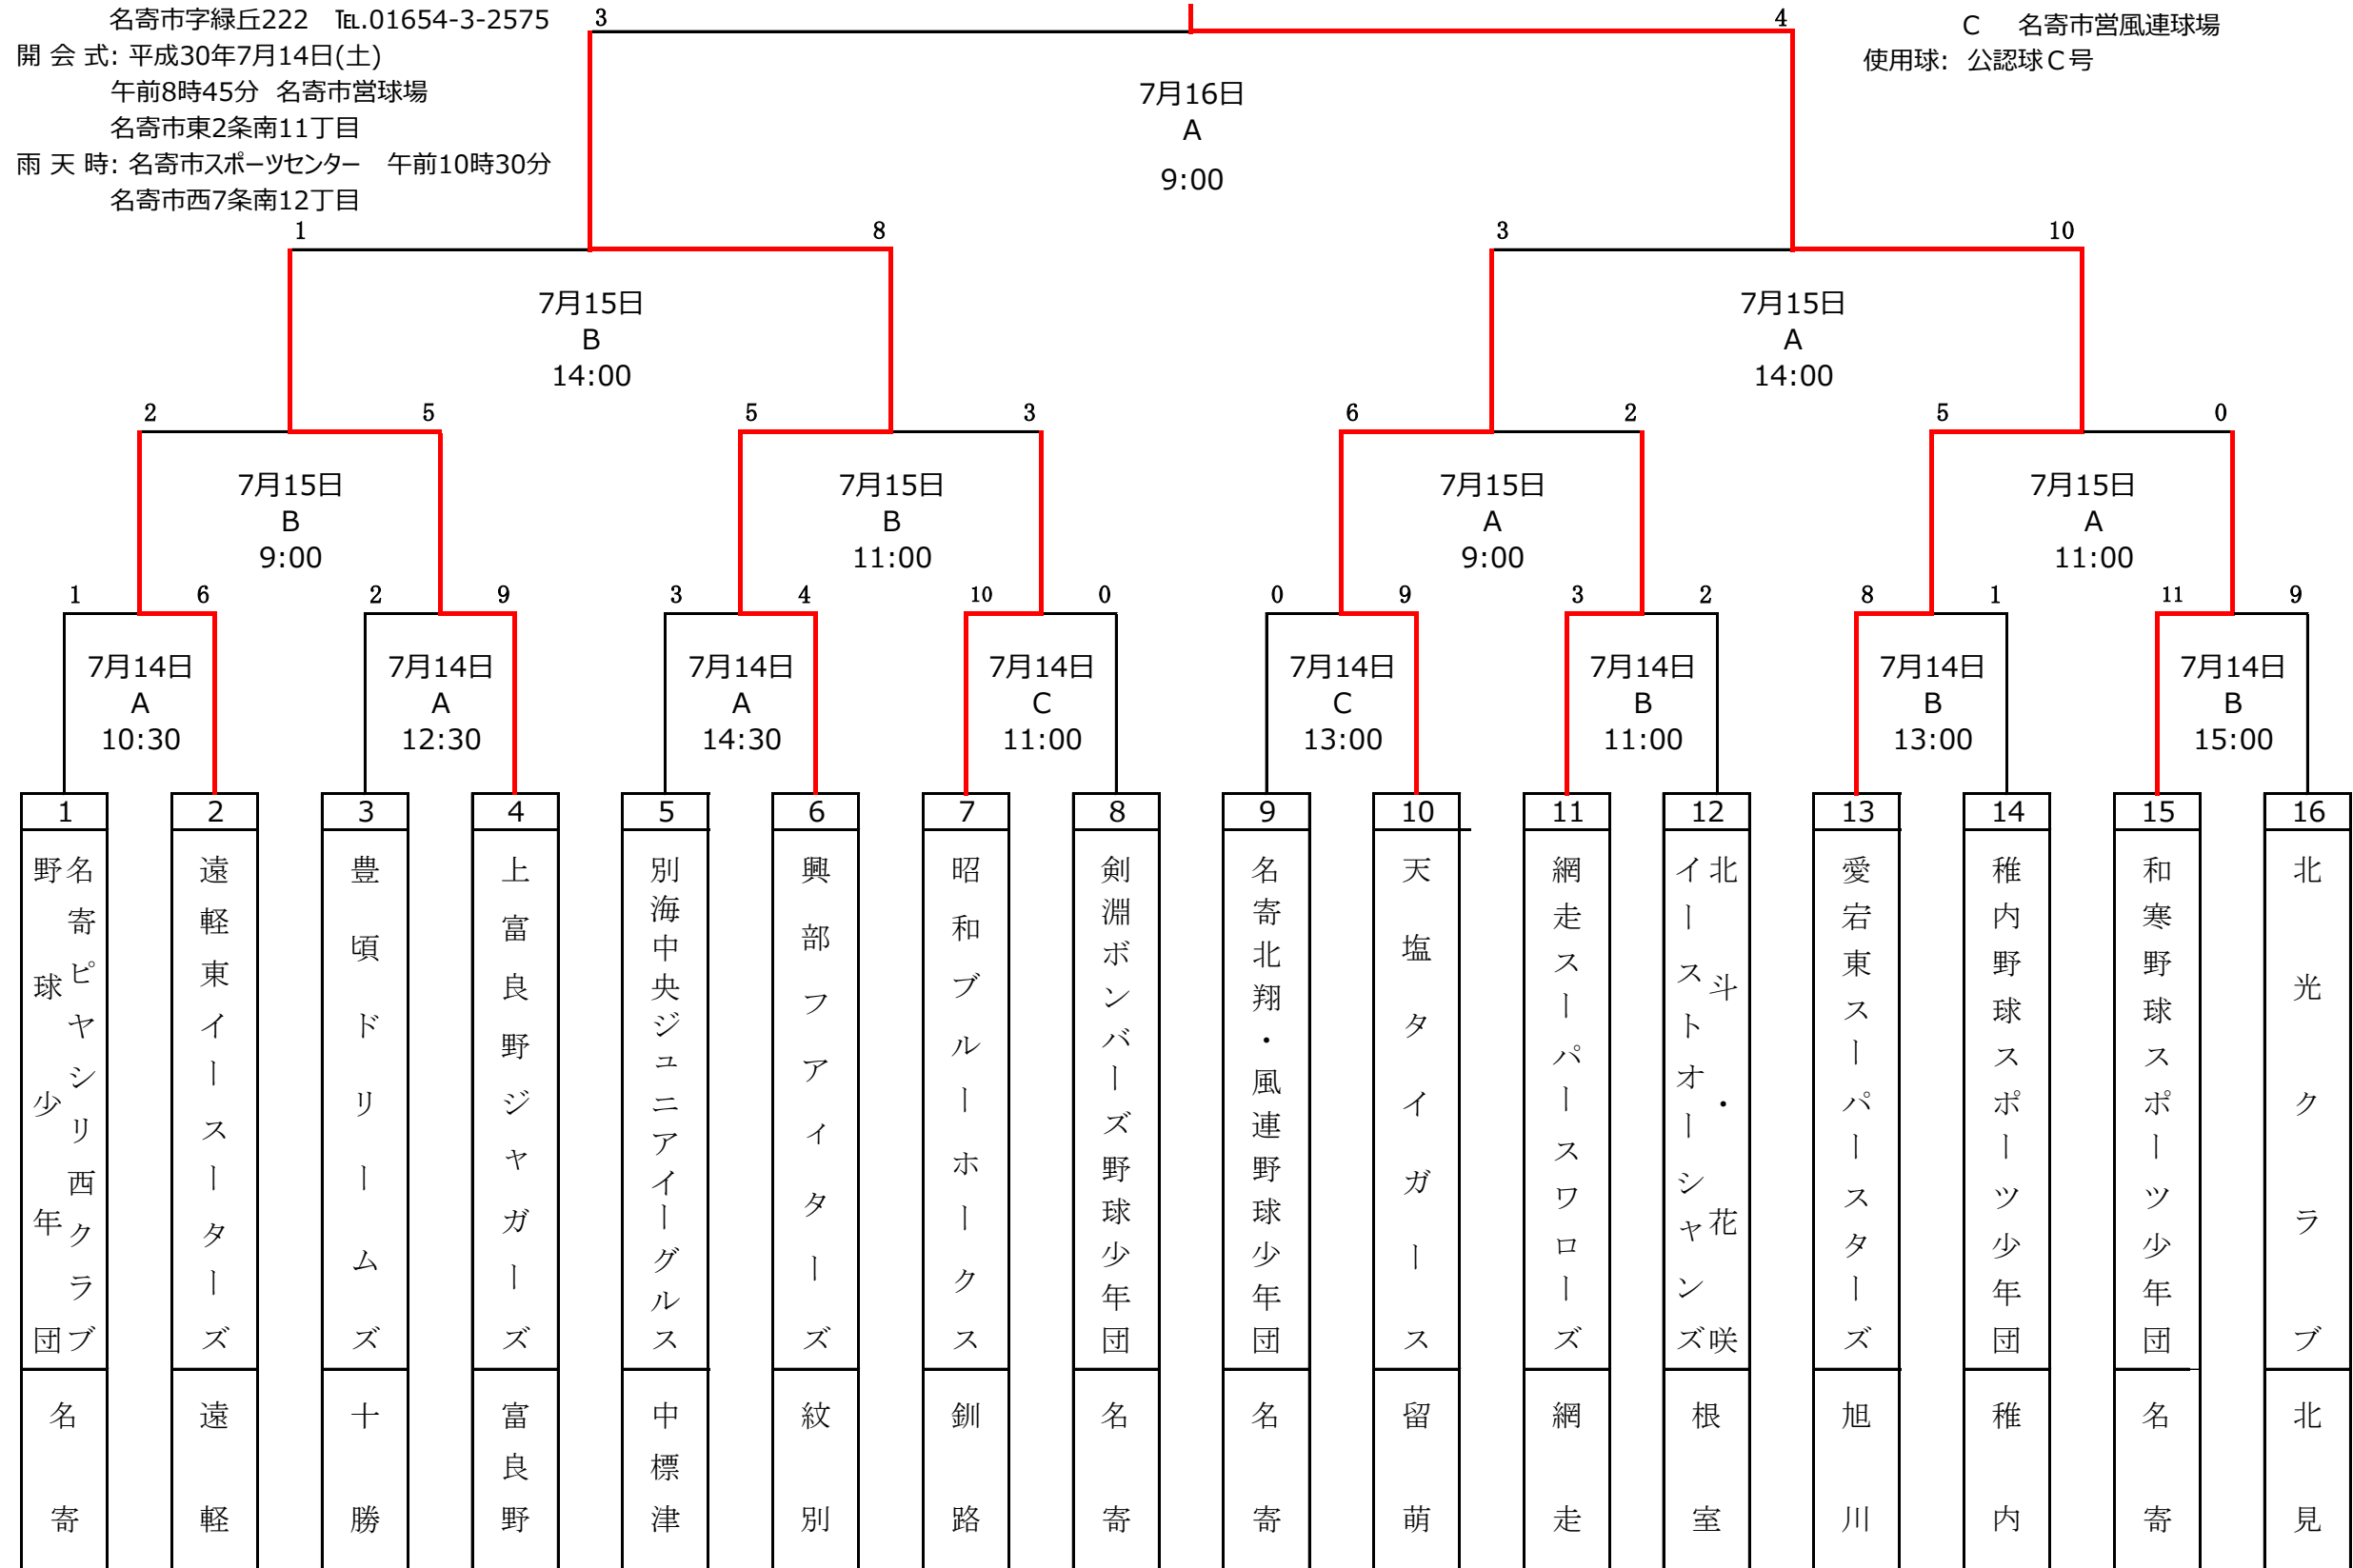 名寄市字緑丘222 ℡.01654-3-2575
開 会 式: 平成30年7月14日(土)
午前8時45分 名寄市営球場
名寄市東2条南11丁目
雨 天 時: 名寄市スポーツセンター 午前10時30分
名寄市西7条南12丁目
C 名寄市営風連球場
使用球: 公認球C号
3 4
7月16日
A
9:00
1 8 3 10
7月15日 7月15日
B A
14:00 14:00
2 5 5 3 6 2 5 0
7月15日 7月15日 7月15日 7月15日
B B A A
9:00 11:00 9:00 11:00
1 6 2 9 3 4 10 0 0 9 3 2 8 1 11 9
7月14日 7月14日 7月14日 7月14日 7月14日 7月14日 7月14日 7月14日
A A A C C B B B
10:30 12:30 14:30 11:00 13:00 11:00 13:00 15:00
1 2 3 4 5 6 7 8 9 10 11 12 13 14 15 16
名寄ピヤシリ西クラブ
野球少年団
遠軽東イースーターズ
豊頃ドリームズ
上富良野ジャガーズ
別海中央ジュニアイーグルス
興部ファイターズ
昭和ブルーホークス
剣淵ボンバーズ野球少年団
名寄北翔・風連野球少年団
天塩タイガース
網走スーパースワローズ
北斗・花咲
イーストオーシャンズ
愛宕東スーパースターズ
稚内野球スポーツ少年団
和寒野球スポーツ少年団
北光クラブ
名寄
遠軽
十勝
富良野
中標津
紋別
釧路
名寄
名寄
留萌
網走
根室
旭川
稚内
名寄
北見